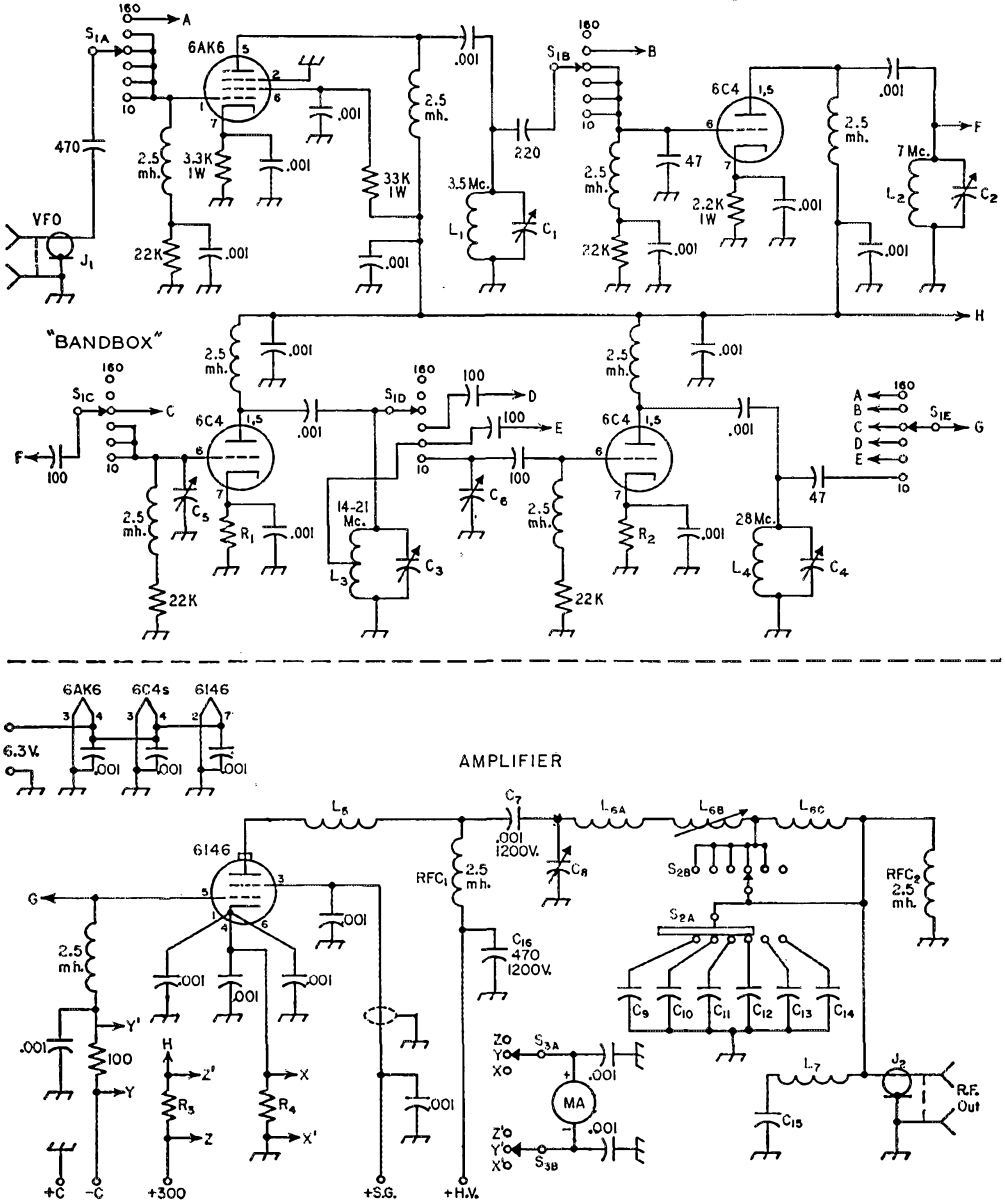 160
A
S1A
6AK6
5
2
6
1
7
10
470
2.5 mh.
3.3K 1W
.001
22K
.001
.001
33K 1W
2.5 mh.
.001
.001
VFO
J1
3.5 Mc.
L1
C1
220
160
S1B
B
10
2.5 mh.
22K
.001
47
6C4
1,5
6
7
2.2K 1W
.001
2.5 mh.
.001
.001
F
7 Mc.
L2
C2
H
"BANDBOX"
160
S1C
C
F
100
10
2.5 mh.
22K
C5
2.5 mh.
.001
6C4
1,5
6
7
R1
.001
.001
160
S1D
10
100
D
100
E
14-21 Mc.
L3
C3
C6
100
2.5 mh.
22K
2.5 mh.
.001
6C4
1,5
6
7
R2
.001
.001
28 Mc.
L4
C4
47
A
B
C
D
E
160
S1E
G
10
6AK6
6C4s
6146
3
4
3
4
2
7
6.3V.
.001
.001
.001
AMPLIFIER
L5
C7
.001
1200V.
L6A
L6B
L6C
C8
6146
G
5
3
1
4
6
2.5 mh.
.001
.001
.001
.001
RFC1
2.5 mh.
C16
470
1200V.
S2B
S2A
RFC2
2.5 mh.
C9
C10
C11
C12
C13
C14
.001
Y'
100
Y
H
Z'
R3
Z
X
R4
X'
.001
Z
Y
X
S3A
+
MA
-
.001
.001
Z'
Y'
X'
S3B
L7
C15
J2
R.F. Out
+C
-C
+300
+S.G.
+H.V.